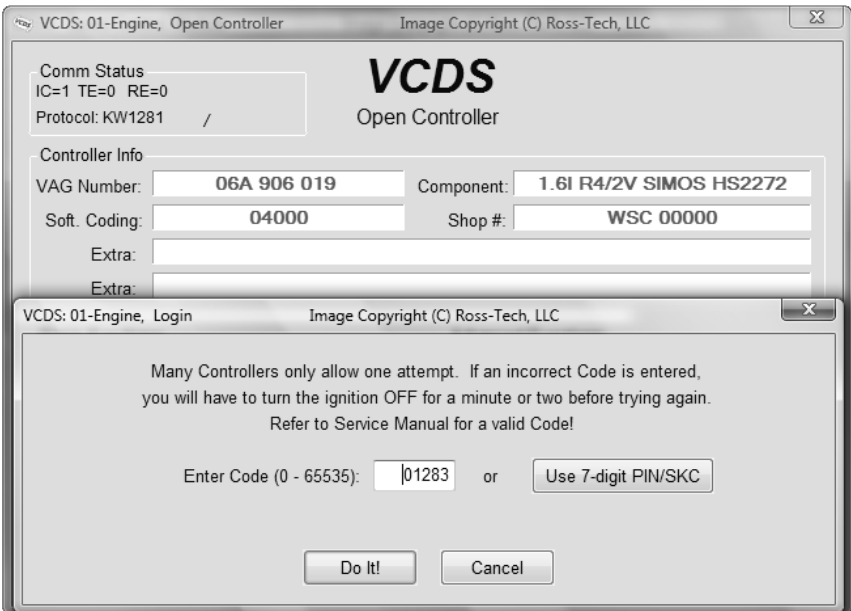 VCDS: 01-Engine, Open Controller Image Copyright (C) Ross-Tech, LLC
Comm Status
IC=1 TE=0 RE=0
Protocol: KW1281 /
VCDS
Open Controller
Controller Info
VAG Number: 06A 906 019 Component: 1.6l R4/2V SIMOS HS2272
Soft. Coding: 04000 Shop #: WSC 00000
Extra:
Extra:
VCDS: 01-Engine, Login Image Copyright (C) Ross-Tech, LLC
Many Controllers only allow one attempt. If an incorrect Code is entered,
you will have to turn the ignition OFF for a minute or two before trying again.
Refer to Service Manual for a valid Code!
Enter Code (0 - 65535): 01283 or Use 7-digit PIN/SKC
Do It! Cancel